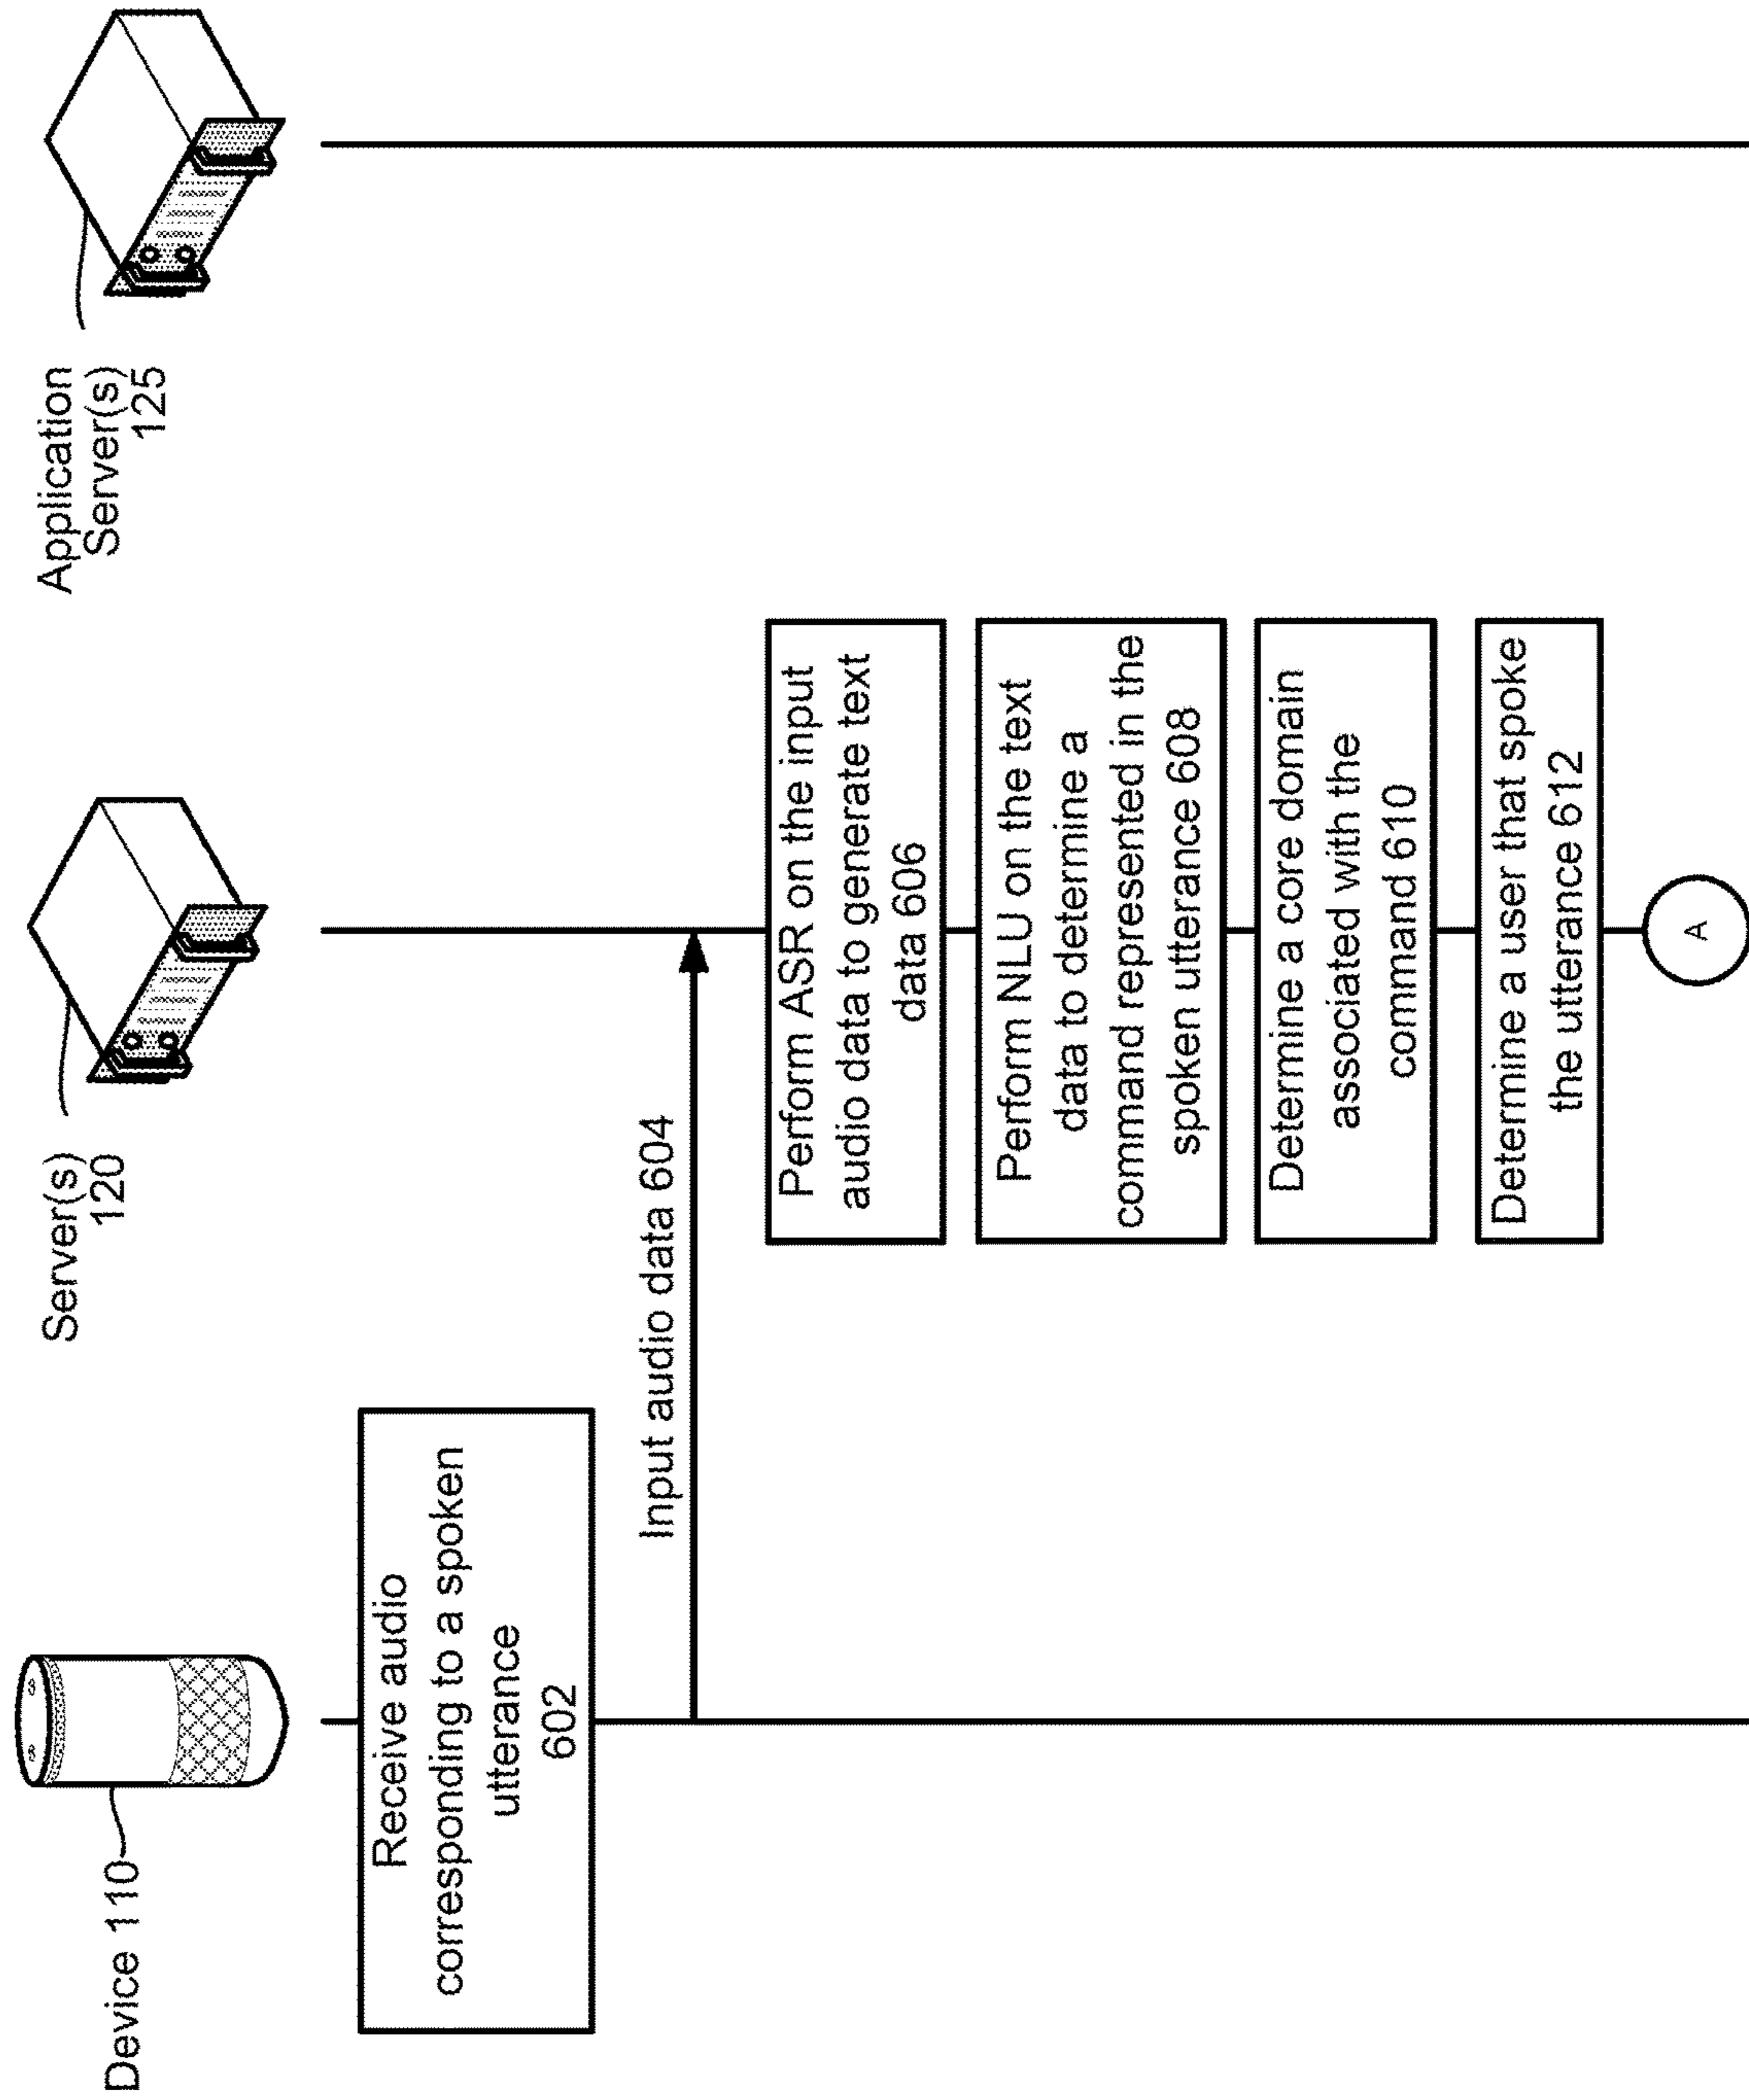 Device 110
Server(s)
120
Application
Server(s)
125
Receive audio
corresponding to a spoken
utterance
602
Input audio data 604
Perform ASR on the input
audio data to generate text
data 606
Perform NLU on the text
data to determine a
command represented in the
spoken utterance 608
Determine a core domain
associated with the
command 610
Determine a user that spoke
the utterance 612
A